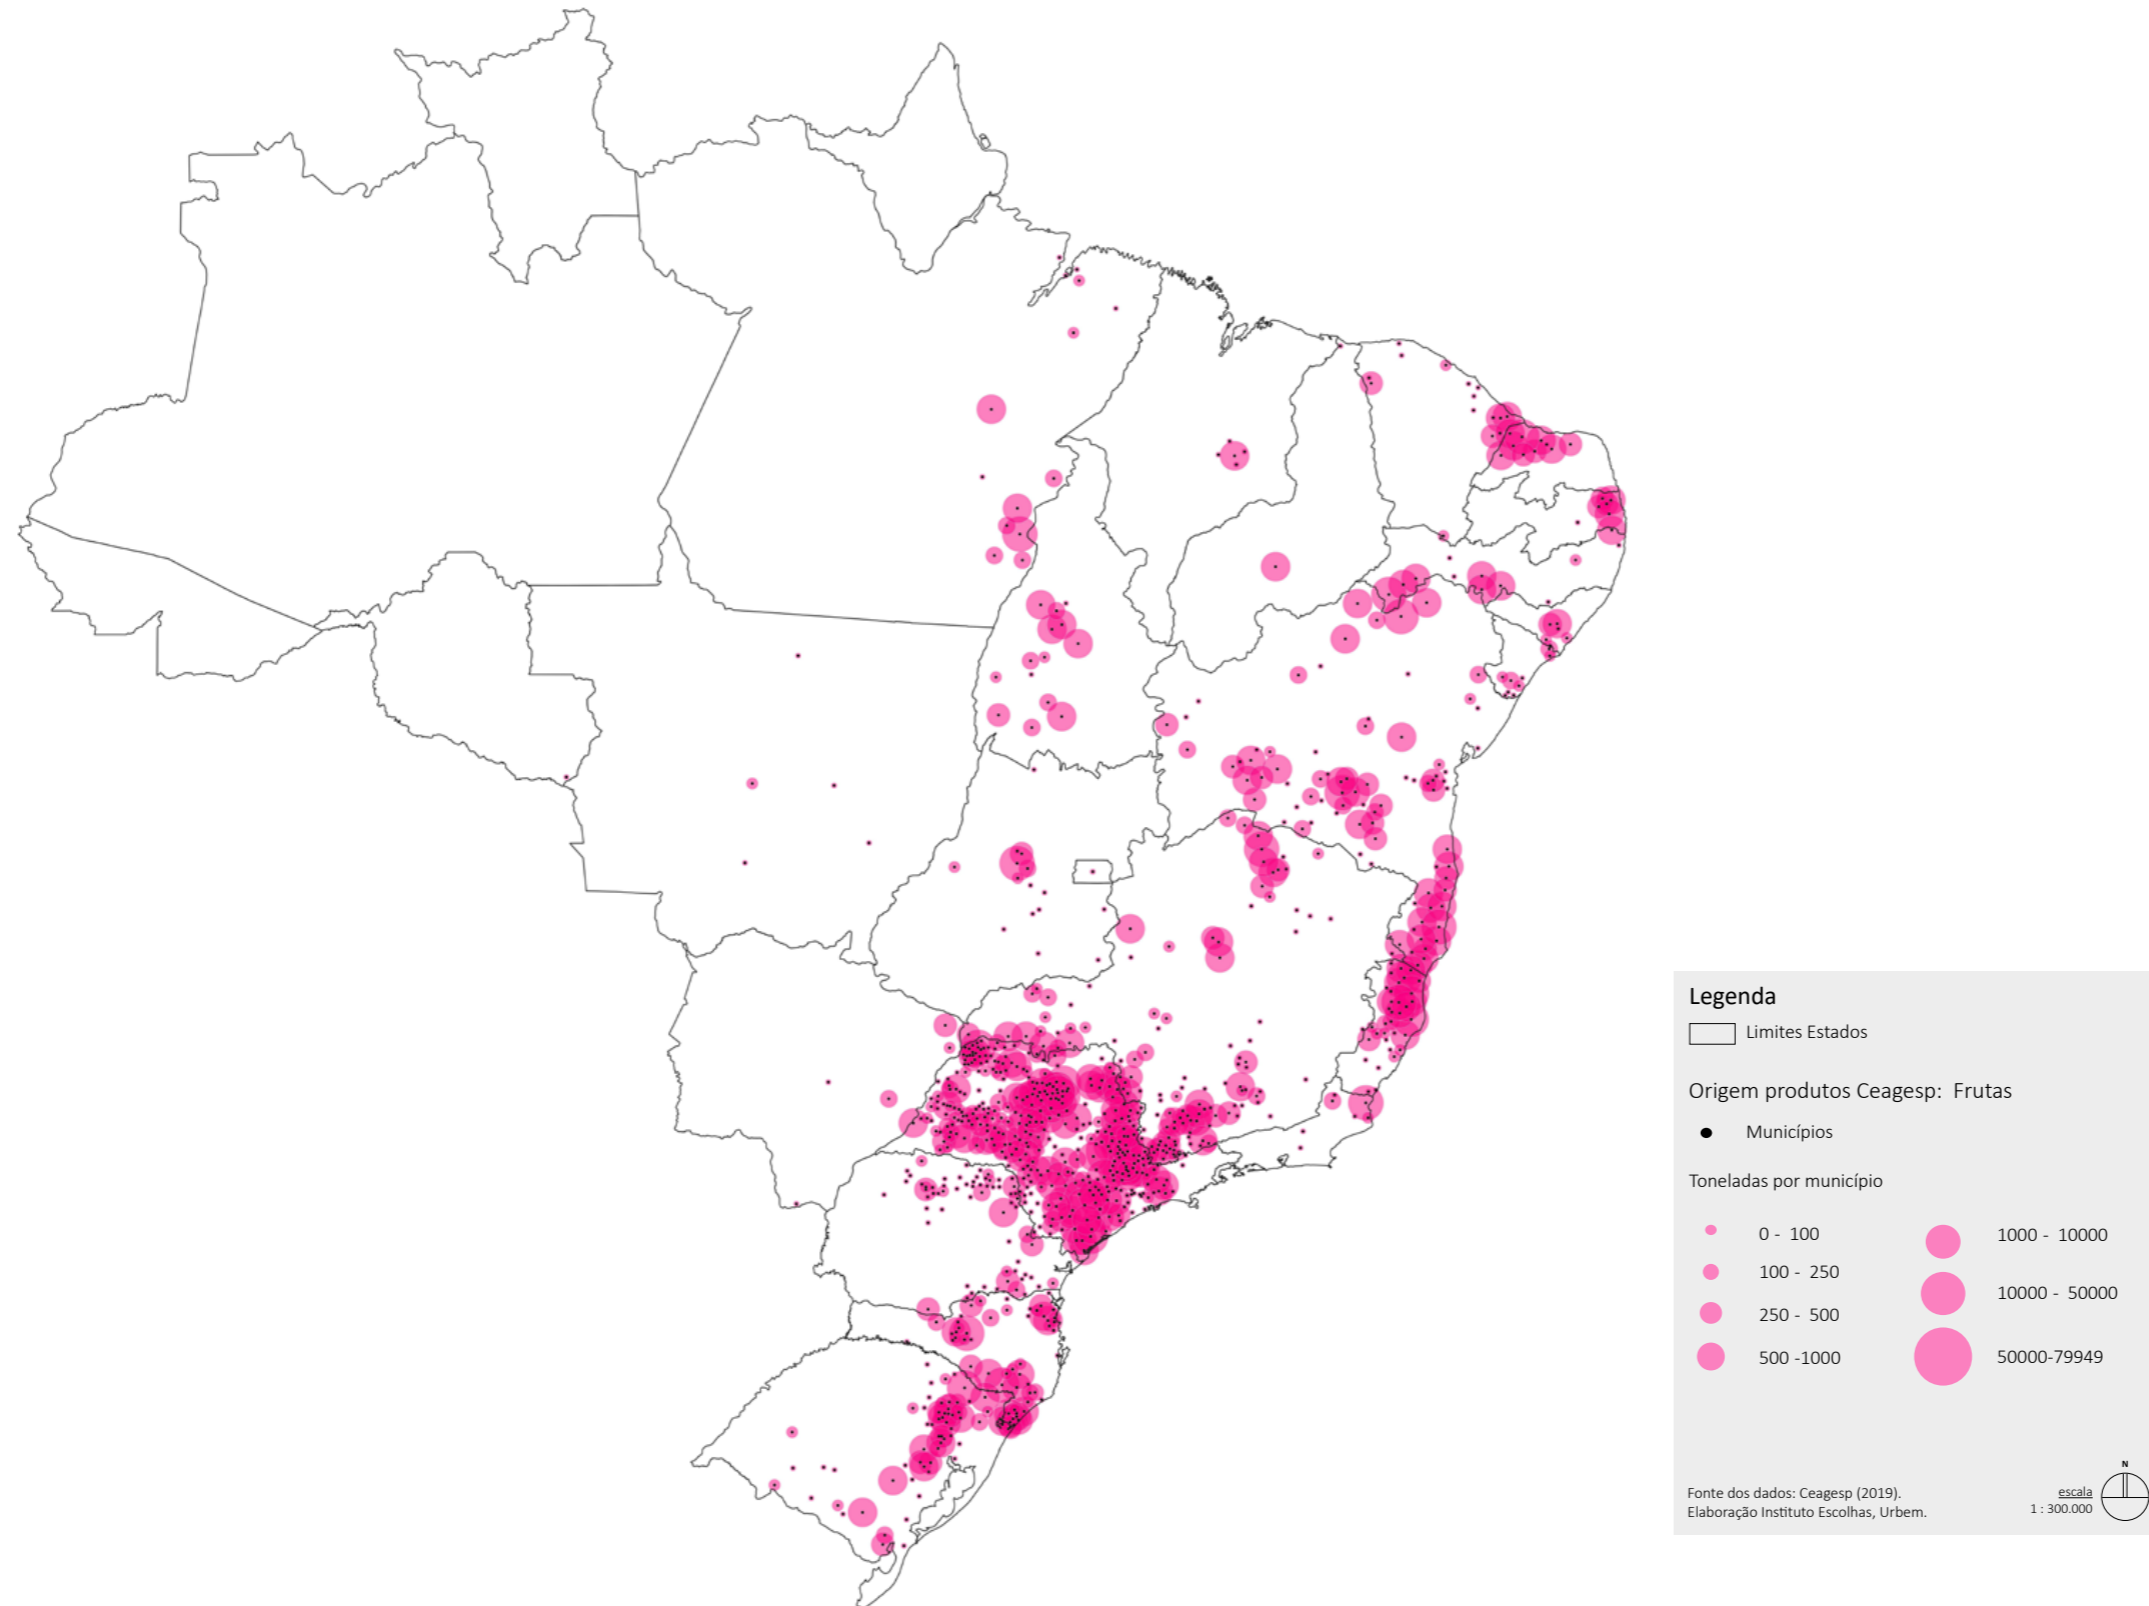 Legenda
Limites Estados
Origem produtos Ceagesp: Frutas
Municípios
Toneladas por município
0 - 100
100 - 250
250 - 500
500 -1000
1000 - 10000
10000 - 50000
50000-79949
Fonte dos dados: Ceagesp (2019).
Elaboração Instituto Escolhas, Urbem.
escala
1 : 300.000
N